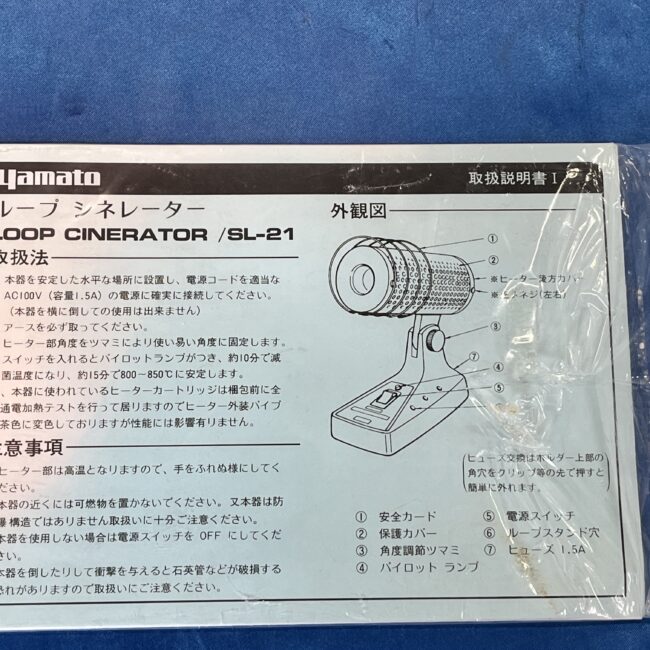 Yamato
取扱説明書 I
ループ シネレーター
LOOP CINERATOR /SL-21
取扱法
本器を安定した水平な場所に設置し、電源コードを適当な
AC100V (容量1.5A) の電源に確実に接続してください。
(本器を横に倒しての使用は出来ません)
アースを必ず取ってください。
ヒーター部角度をツマミにより使い易い角度に固定します。
スイッチを入れるとパイロットランプがつき、約10分で滅
菌温度になり、約15分で800~850℃に安定します。
、本器に使われているヒーターカートリッジは梱包前に全
通電加熱テストを行って居りますのでヒーター外装パイプ
茶色に変色しておりますが性能には影響有りません。
注意事項
ヒーター部は高温となりますので、手をふれぬ様にしてく
ださい。
本器の近くには可燃物を置かないでください。又本器は防
爆構造ではありません取扱いに十分ご注意ください。
本器を使用しない場合は電源スイッチを OFF にしてくだ
さい。
本器を倒したりして衝撃を与えると石英管などが破損する
恐れがありますので取扱いにご注意ください。
外観図
①
②
※ヒーター後方カバー
※ビネジ(左右)
③
⑦
④
⑤
⑥
(ヒューズ交換はホルダー上部の
角穴をクリップ等の先で押すと
簡単に外れます。)
① 安全カード
② 保護カバー
③ 角度調節ツマミ
④ パイロット ランプ
⑤ 電源スイッチ
⑥ ループスタンド穴
⑦ ヒューズ 1.5A